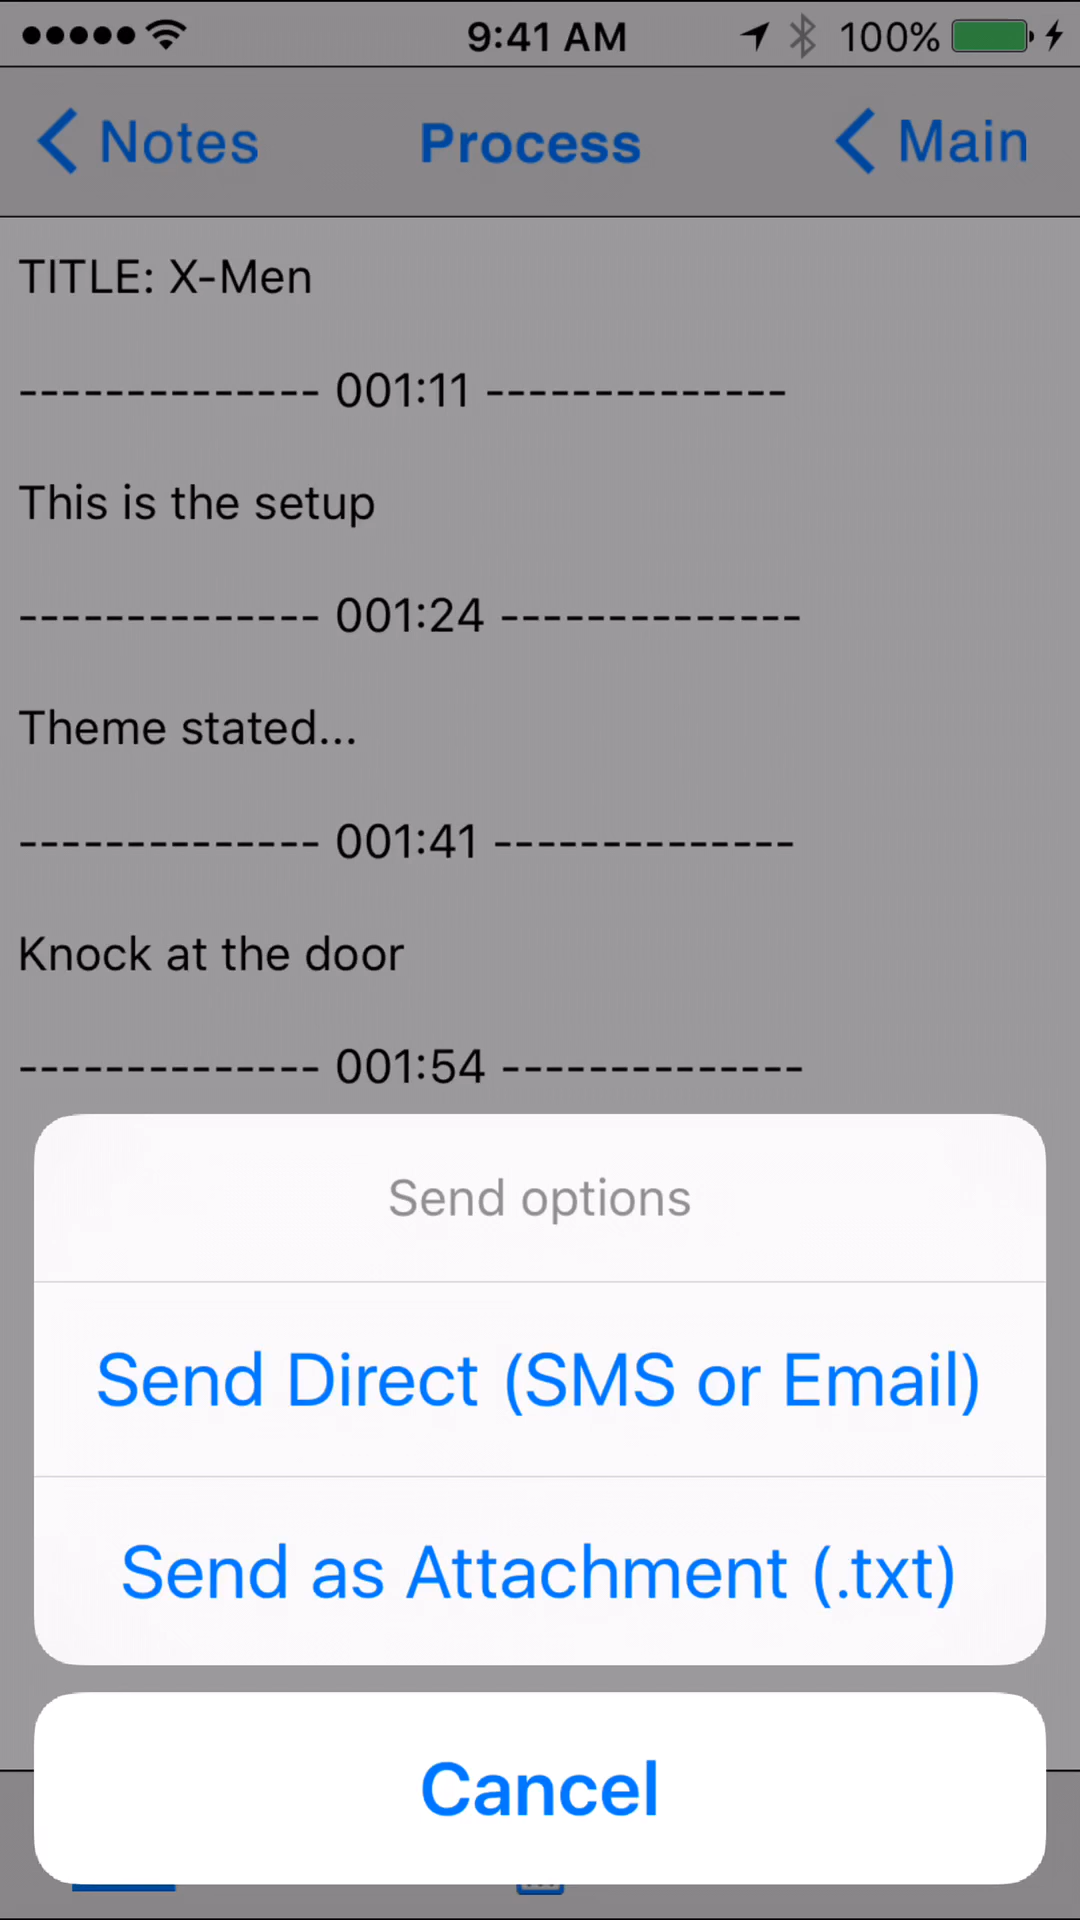 9:41 AM 100%
Notes Process Main
TITLE: X-Men
-------------- 001:11 --------------
This is the setup
-------------- 001:24 --------------
Theme stated...
-------------- 001:41 --------------
Knock at the door
-------------- 001:54 --------------
Send options
Send Direct (SMS or Email)
Send as Attachment (.txt)
Cancel